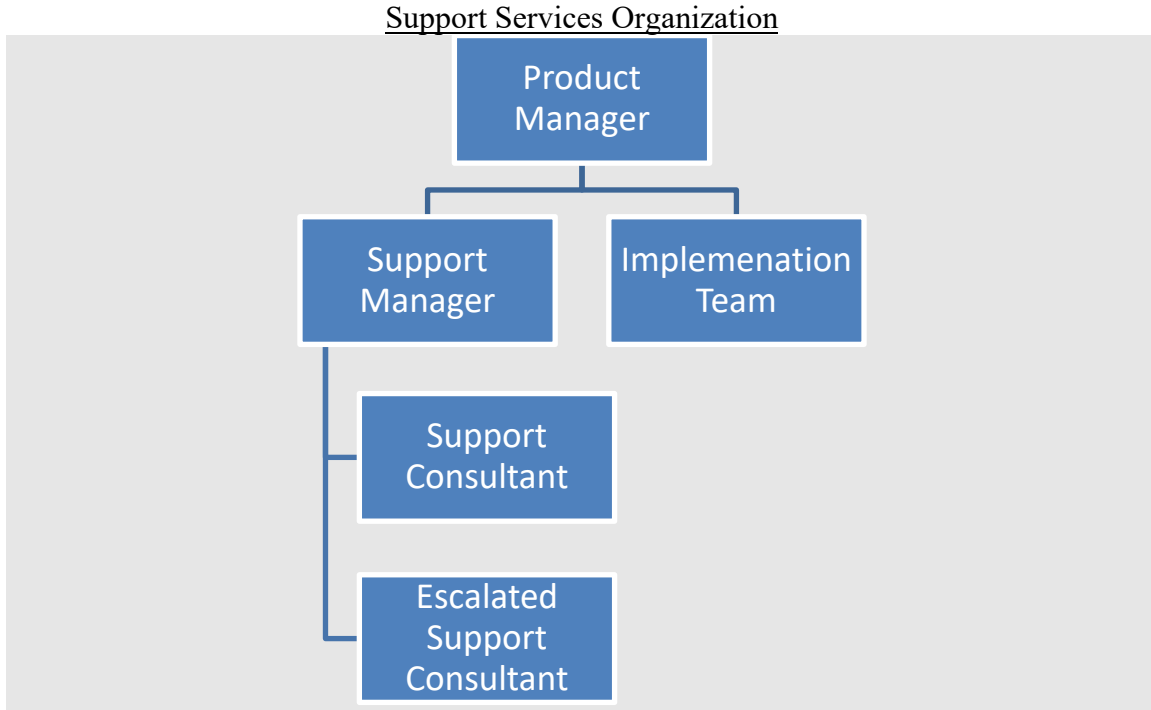 Support Services Organization
Product
Manager
Support
Manager
Implemenation
Team
Support
Consultant
Escalated
Support
Consultant